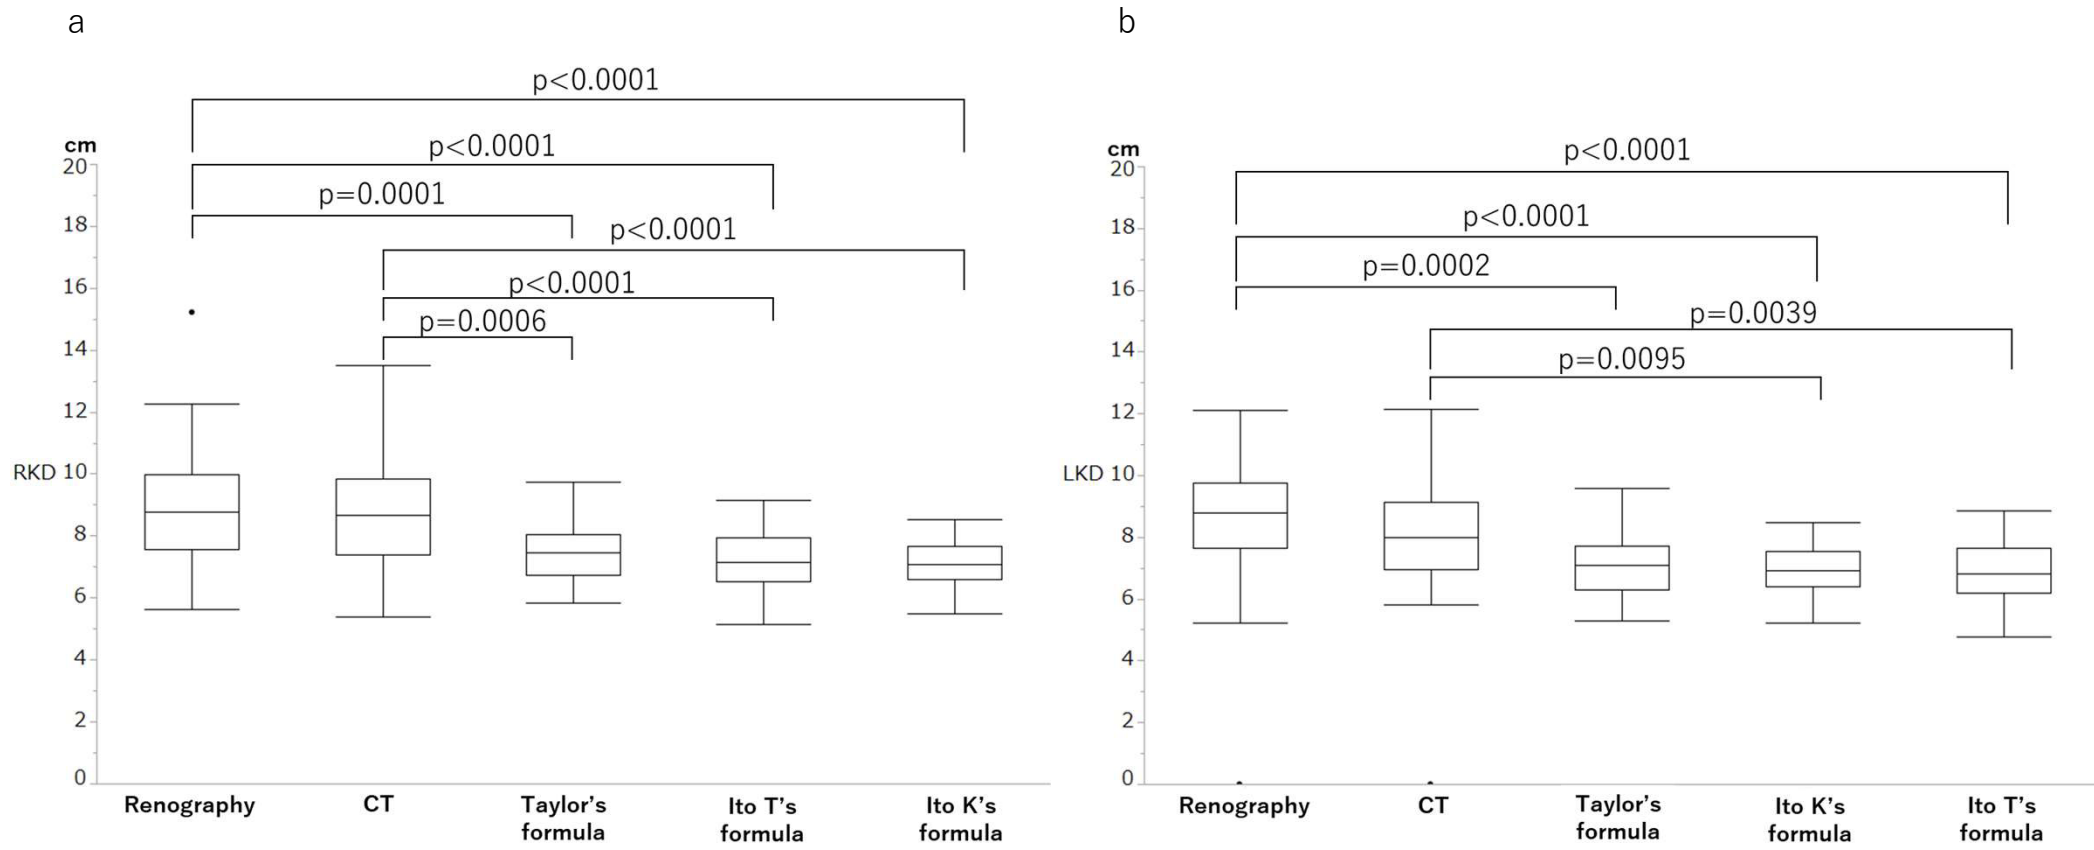 a
p<0.0001
cm
p<0.0001
20
p=0.0001
18
p<0.0001
16
p<0.0001
p=0.0006
14
12
RKD 10
8
6
4
2
0
Renography
CT
Taylor's
formula
Ito T's
formula
Ito K's
formula
b
cm
p<0.0001
20
18
p<0.0001
p=0.0002
16
p=0.0039
14
p=0.0095
12
LKD 10
8
6
4
2
0
Renography
CT
Taylor's
formula
Ito K's
formula
Ito T's
formula